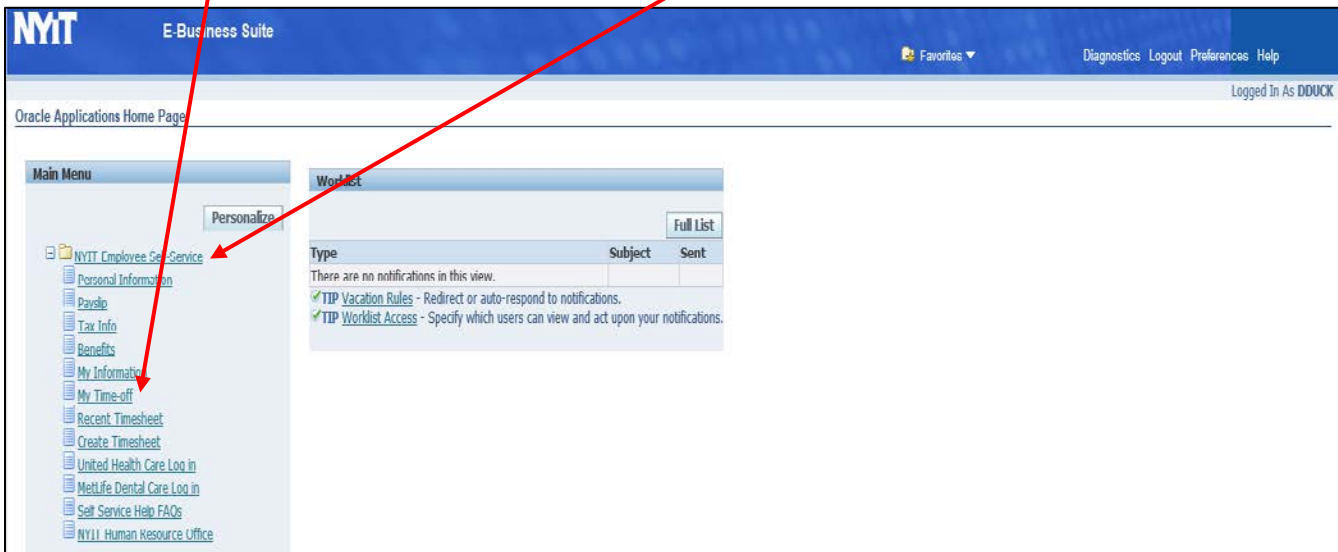 NYiT E-Business Suite
Favorites Diagnostics Logout Preferences Help
Logged In As DDUCK
Oracle Applications Home Page
Main Menu
Personalize
NYIT Employee Self-Service
Personal Information
Payslip
Tax Info
Benefits
My Information
My Time-off
Recent Timesheet
Create Timesheet
United Health Care Log in
MetLife Dental Care Log in
Self Service Help FAQs
NYIT Human Resource Office
Worklist
Full List
Type Subject Sent
There are no notifications in this view.
TIP Vacation Rules - Redirect or auto-respond to notifications.
TIP Worklist Access - Specify which users can view and act upon your notifications.